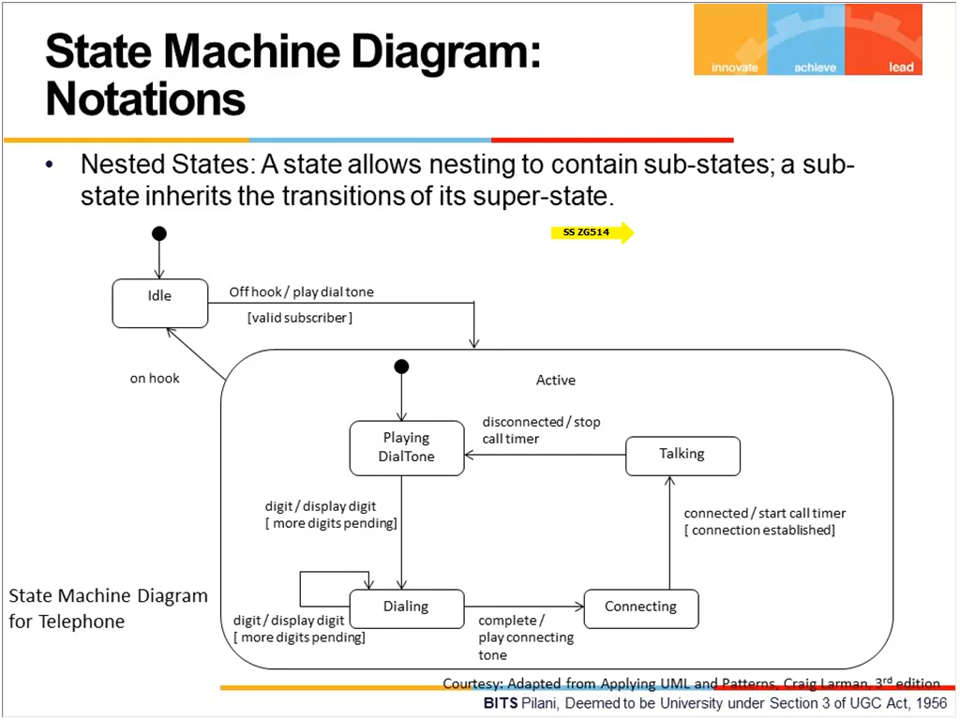 State Machine Diagram:
Notations
innovate achieve lead
• Nested States: A state allows nesting to contain sub-states; a sub-
state inherits the transitions of its super-state.
SS ZG514
Idle
Off hook / play dial tone
[valid subscriber]
on hook
Active
Playing
DialTone
disconnected / stop
call timer
Talking
digit / display digit
[ more digits pending]
connected / start call timer
[ connection established]
State Machine Diagram
for Telephone
Dialing
Connecting
digit / display digit
[ more digits pending]
complete /
play connecting
tone
Courtesy: Adapted from Applying UML and Patterns, Craig Larman, 3rd edition
BITS Pilani, Deemed to be University under Section 3 of UGC Act, 1956